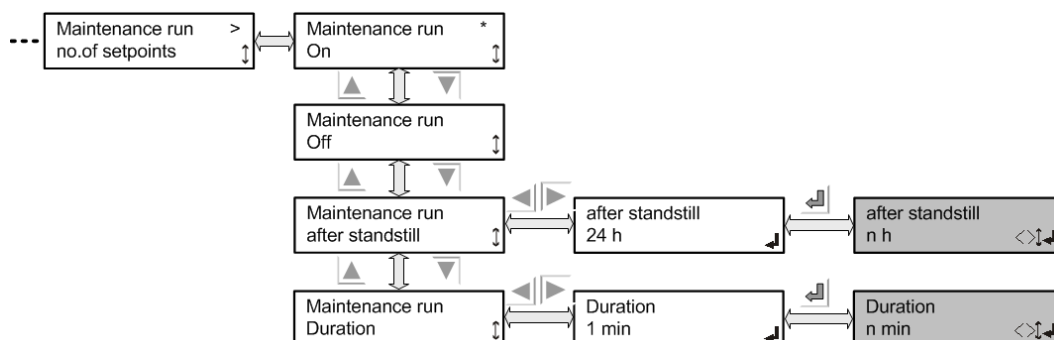 Maintenance run >
no.of setpoints
Maintenance run *
On
Maintenance run
Off
Maintenance run
after standstill
after standstill
24 h
after standstill
n h <>
Maintenance run
Duration
Duration
1 min
Duration
n min <>